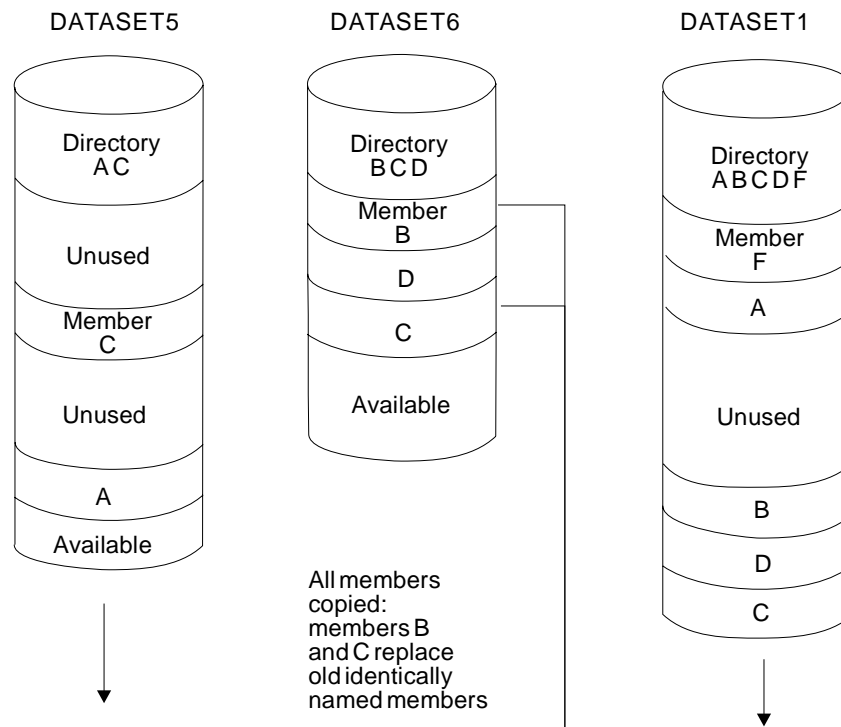 DATASET5
Directory
A C
Unused
Member
C
Unused
A
Available
DATASET6
Directory
B C D
Member
B
D
C
Available
All members
copied:
members B
and C replace
old identically
named members
DATASET1
Directory
A B C D F
Member
F
A
Unused
B
D
C